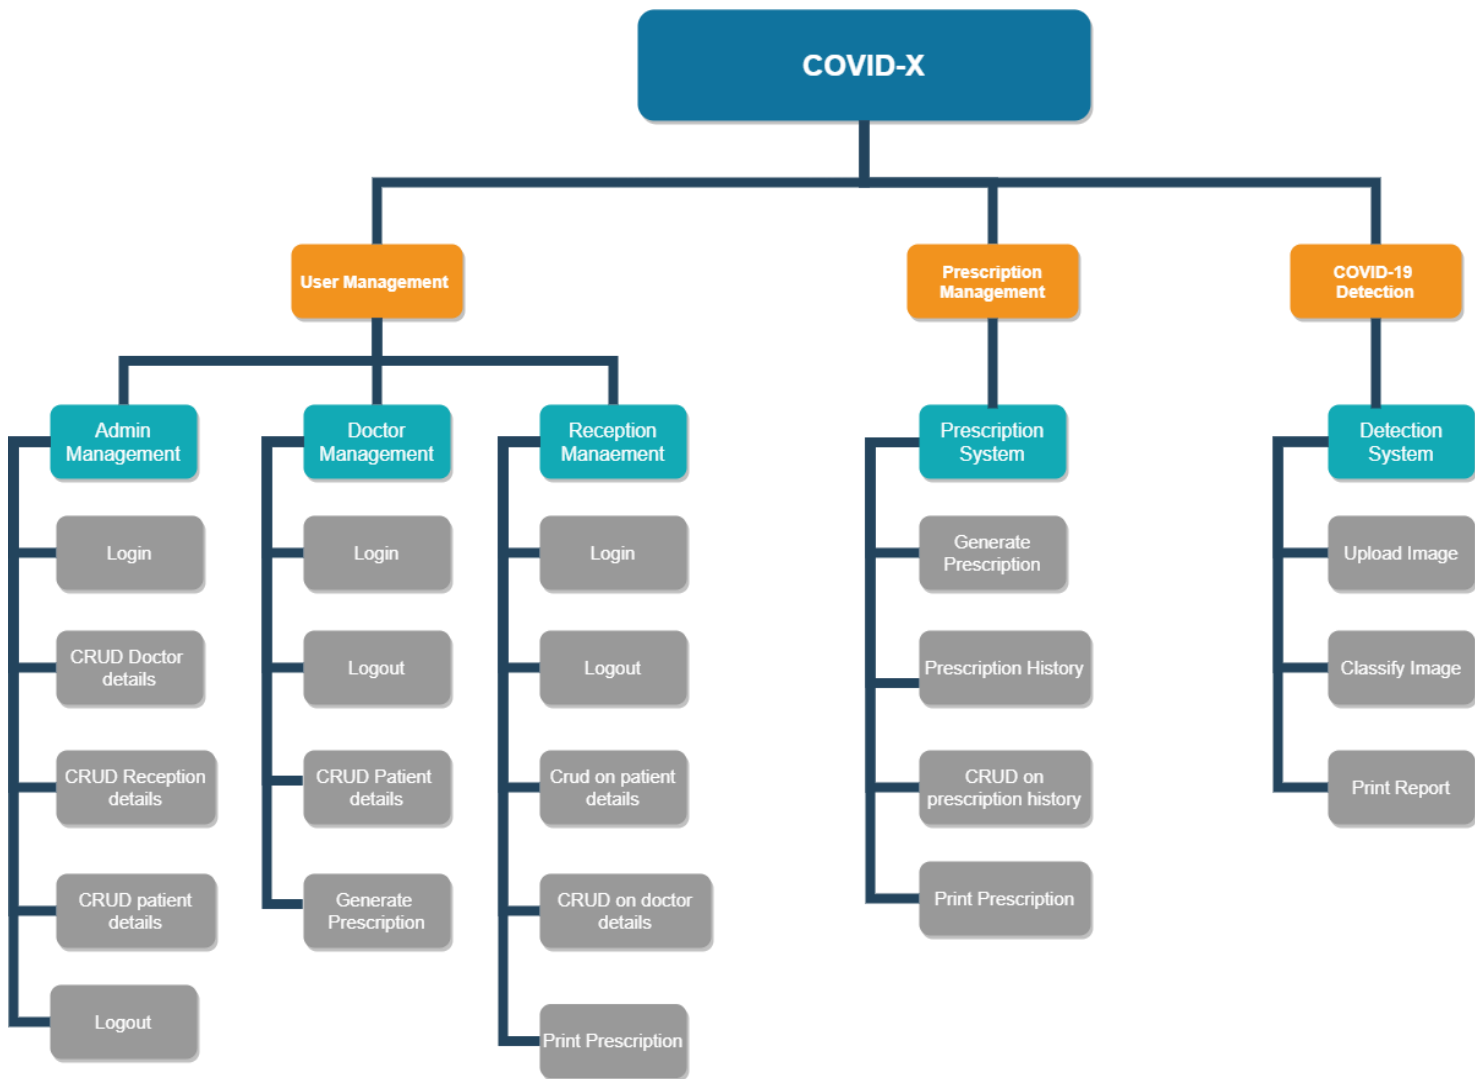 COVID-X
User Management
Prescription
Management
COVID-19
Detection
Admin
Management
Doctor
Management
Reception
Manaement
Prescription
System
Detection
System
Login
Login
Login
Generate
Prescription
Upload Image
CRUD Doctor
details
Logout
Logout
Prescription History
Classify Image
CRUD Reception
details
CRUD Patient
details
Crud on patient
details
CRUD on
prescription history
Print Report
CRUD patient
details
Generate
Prescription
CRUD on doctor
details
Print Prescription
Logout
Print Prescription